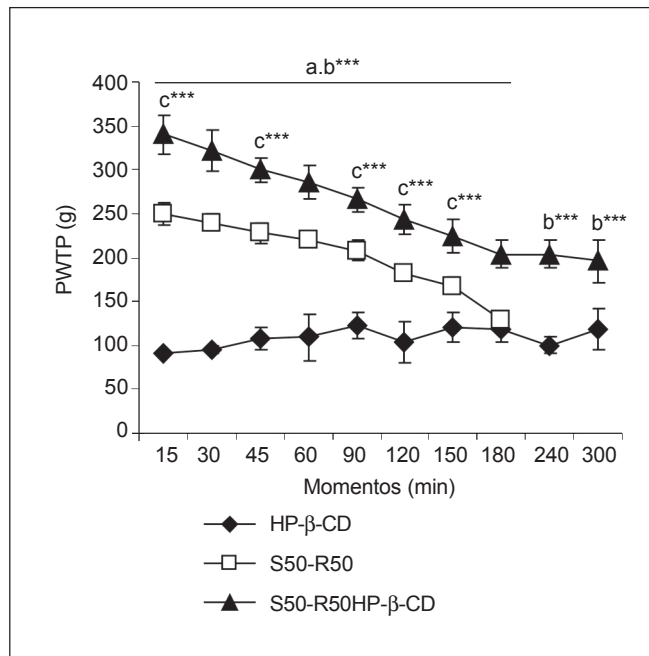 a.b***
400
350
300
250
200
150
100
50
0
PWTP (g)
c***
c***
c***
c***
c***
b***
b***
15 30 45 60 90 120 150 180 240 300
Momentos (min)
HP-β-CD
S50-R50
S50-R50HP-β-CD